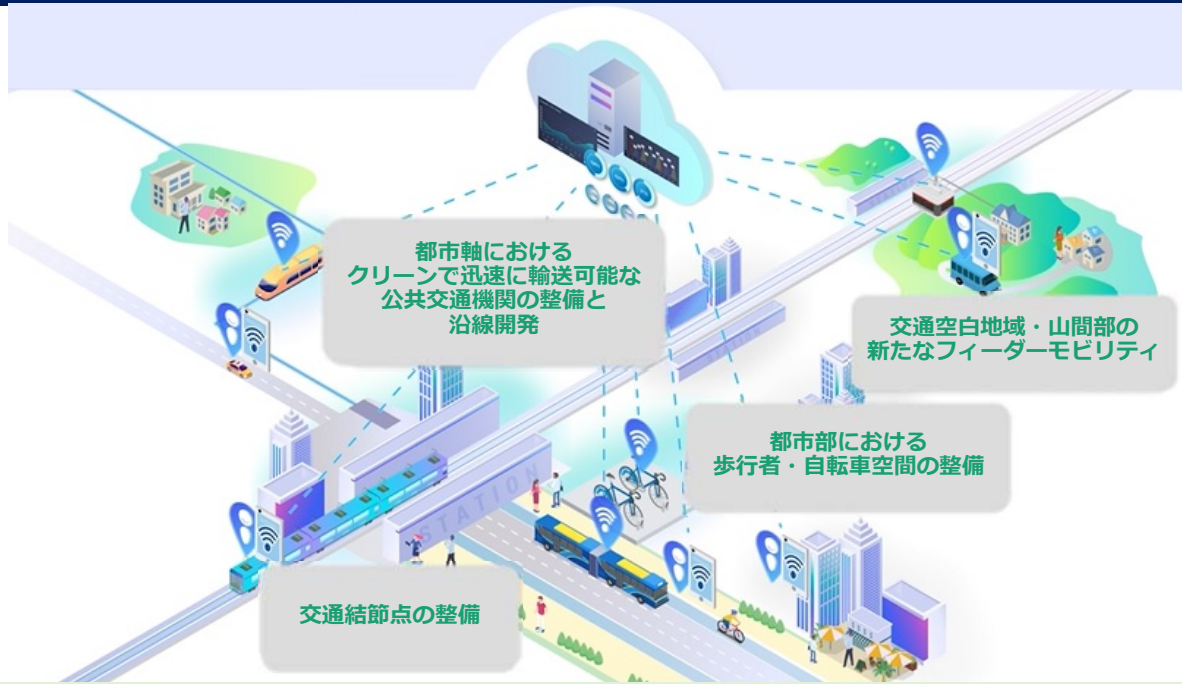 都市軸における
クリーンで迅速に輸送可能な
公共交通機関の整備と
沿線開発
交通空白地域・山間部の
新たなフィーダーモビリティ
都市部における
歩行者・自転車空間の整備
STATION
交通結節点の整備